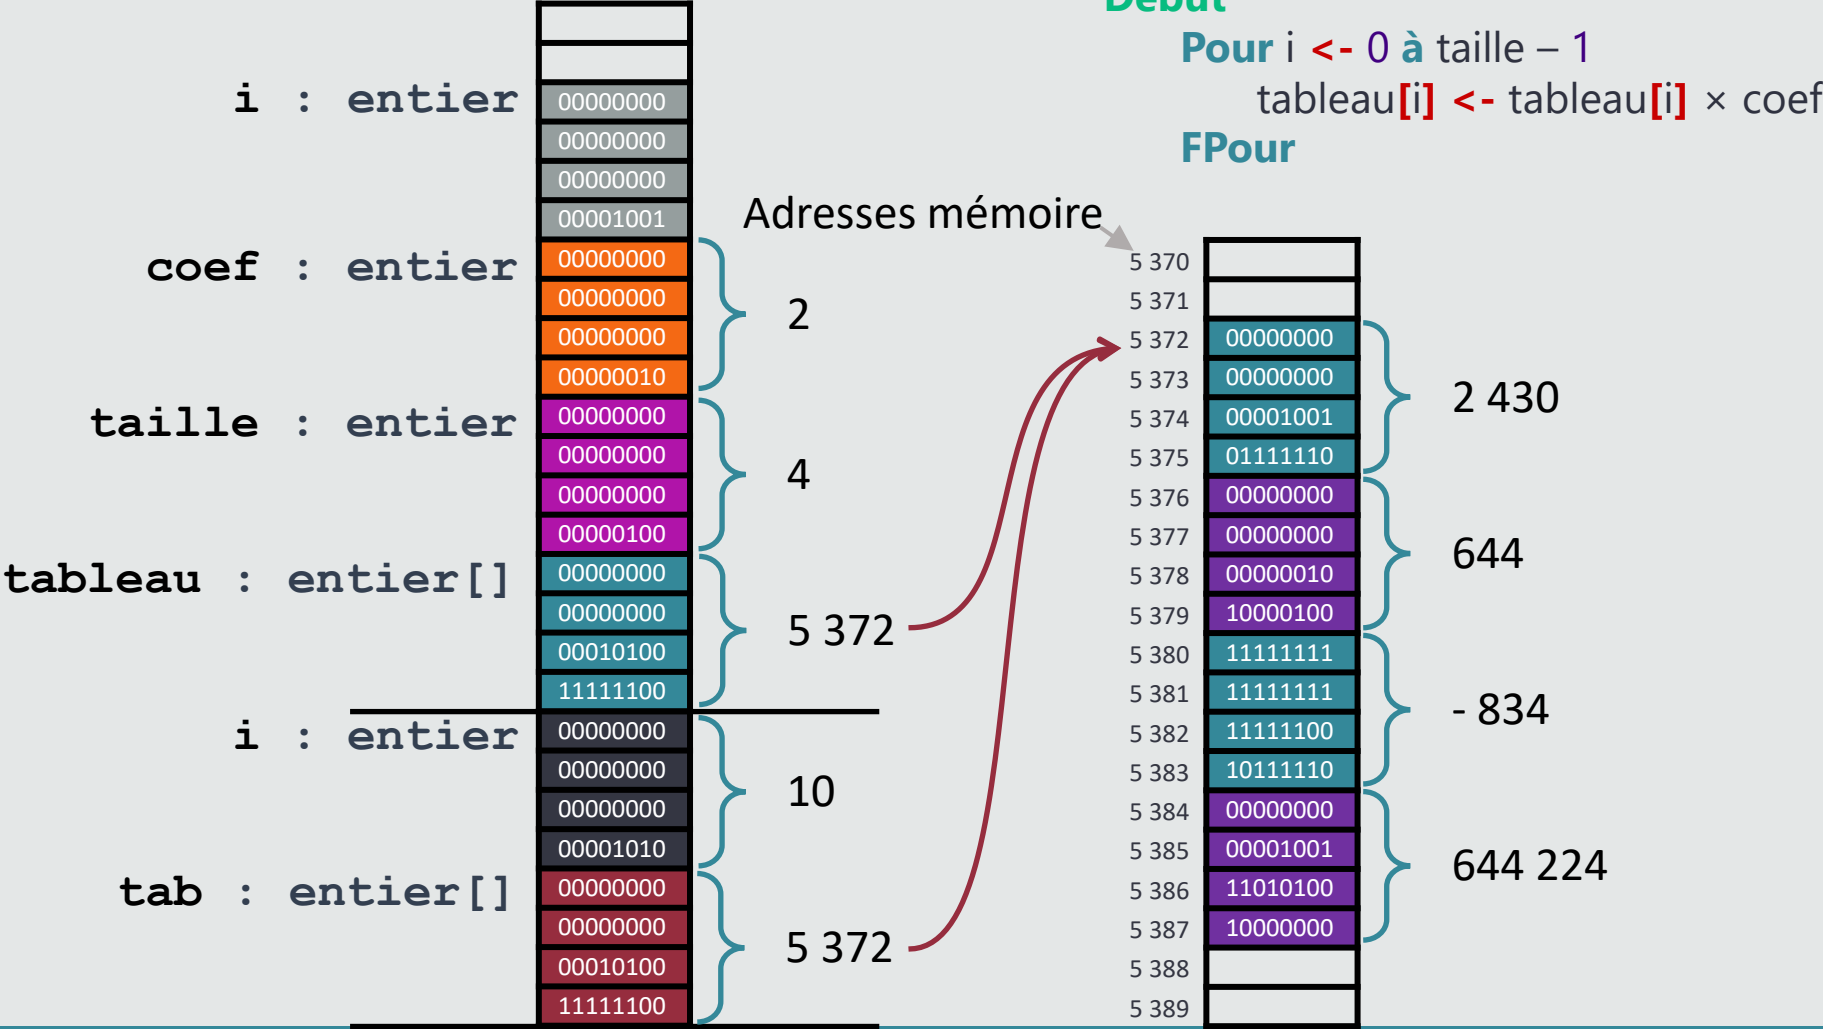 Début
Pour i <- 0 à taille – 1
tableau[i] <- tableau[i] × coef
FPour
i : entier
00000000
00000000
00000000
00001001
coef : entier
00000000
00000000
00000000
00000010
2
taille : entier
00000000
00000000
00000000
00000100
4
tableau : entier[]
00000000
00000000
00010100
11111100
5 372
i : entier
00000000
00000000
00000000
00001010
10
tab : entier[]
00000000
00000000
00010100
11111100
5 372
Adresses mémoire
5 370
5 371
5 372 00000000
5 373 00000000
5 374 00001001
5 375 01111110
2 430
5 376 00000000
5 377 00000000
5 378 00000010
5 379 10000100
644
5 380 11111111
5 381 11111111
5 382 11111100
5 383 10111110
- 834
5 384 00000000
5 385 00001001
5 386 11010100
5 387 10000000
644 224
5 388
5 389